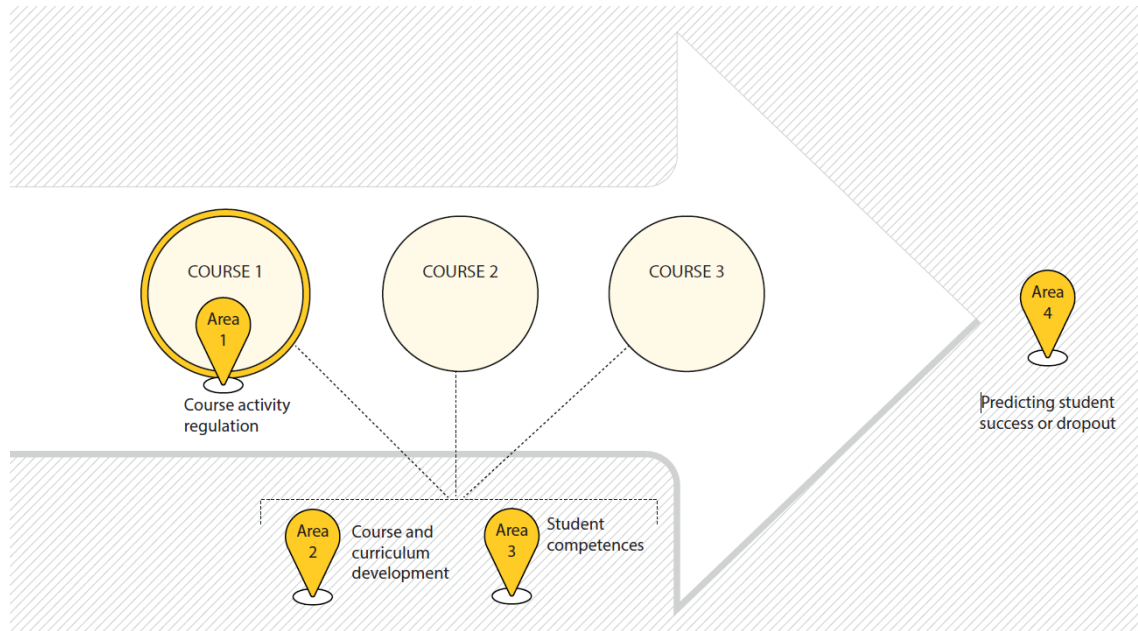 COURSE 1
COURSE 2
COURSE 3
Area
1
Course activity
regulation
Area
4
Predicting student
success or dropout
Area
2
Course and
curriculum
development
Area
3
Student
competences